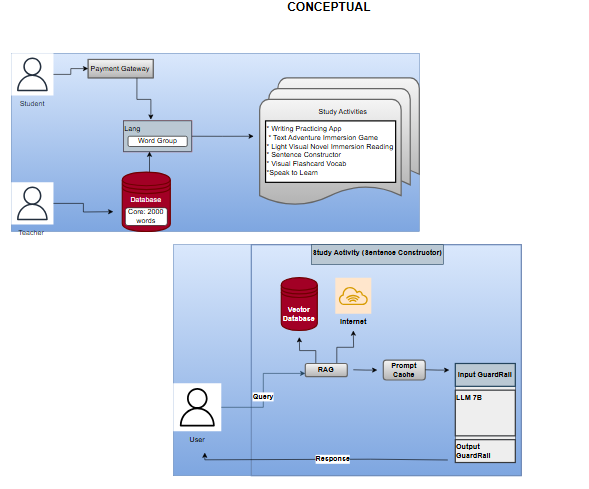 CONCEPTUAL
Payment Gateway
Student
Lang
Word Group
Study Activities
* Writing Practicing App
* Text Adventure Immersion Game
* Light Visual Novel Immersion Reading
* Sentence Constructor
* Visual Flashcard Vocab
*Speak to Learn
Database
Core: 2000
words
Teacher
Study Activity (Sentence Constructor)
Vector
Database
Internet
RAG
Prompt
Cache
Input GuardRail
LLM 7B
Query
User
Output
GuardRail
Response